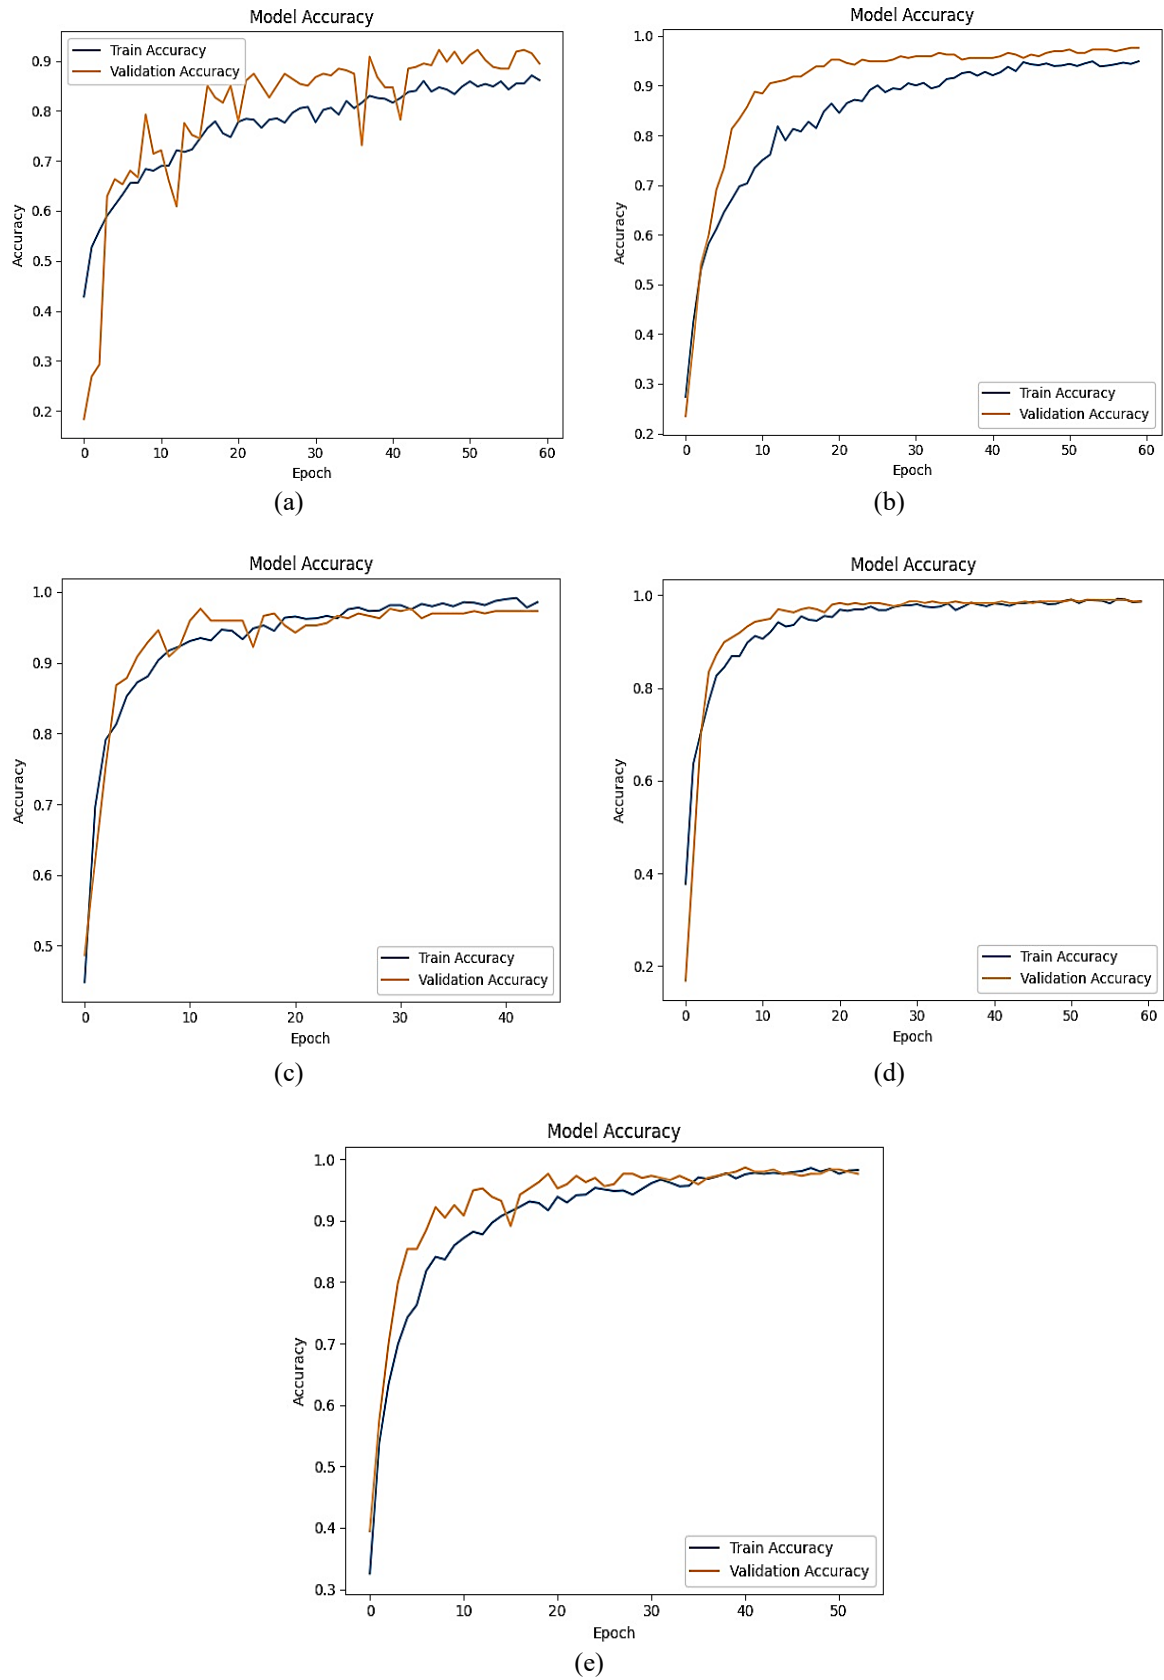 Model Accuracy
Train Accuracy
Validation Accuracy
0.9
0.8
0.7
0.6
0.5
0.4
0.3
0.2
Accuracy
0 10 20 30 40 50 60
Epoch
(a)
Model Accuracy
1.0
0.9
0.8
0.7
0.6
0.5
0.4
0.3
0.2
Accuracy
Train Accuracy
Validation Accuracy
0 10 20 30 40 50 60
Epoch
(b)
Model Accuracy
1.0
0.9
0.8
0.7
0.6
0.5
Accuracy
Train Accuracy
Validation Accuracy
0 10 20 30 40
Epoch
(c)
Model Accuracy
1.0
0.8
0.6
0.4
0.2
Accuracy
Train Accuracy
Validation Accuracy
0 10 20 30 40 50 60
Epoch
(d)
Model Accuracy
1.0
0.9
0.8
0.7
0.6
0.5
0.4
0.3
Accuracy
Train Accuracy
Validation Accuracy
0 10 20 30 40 50
Epoch
(e)